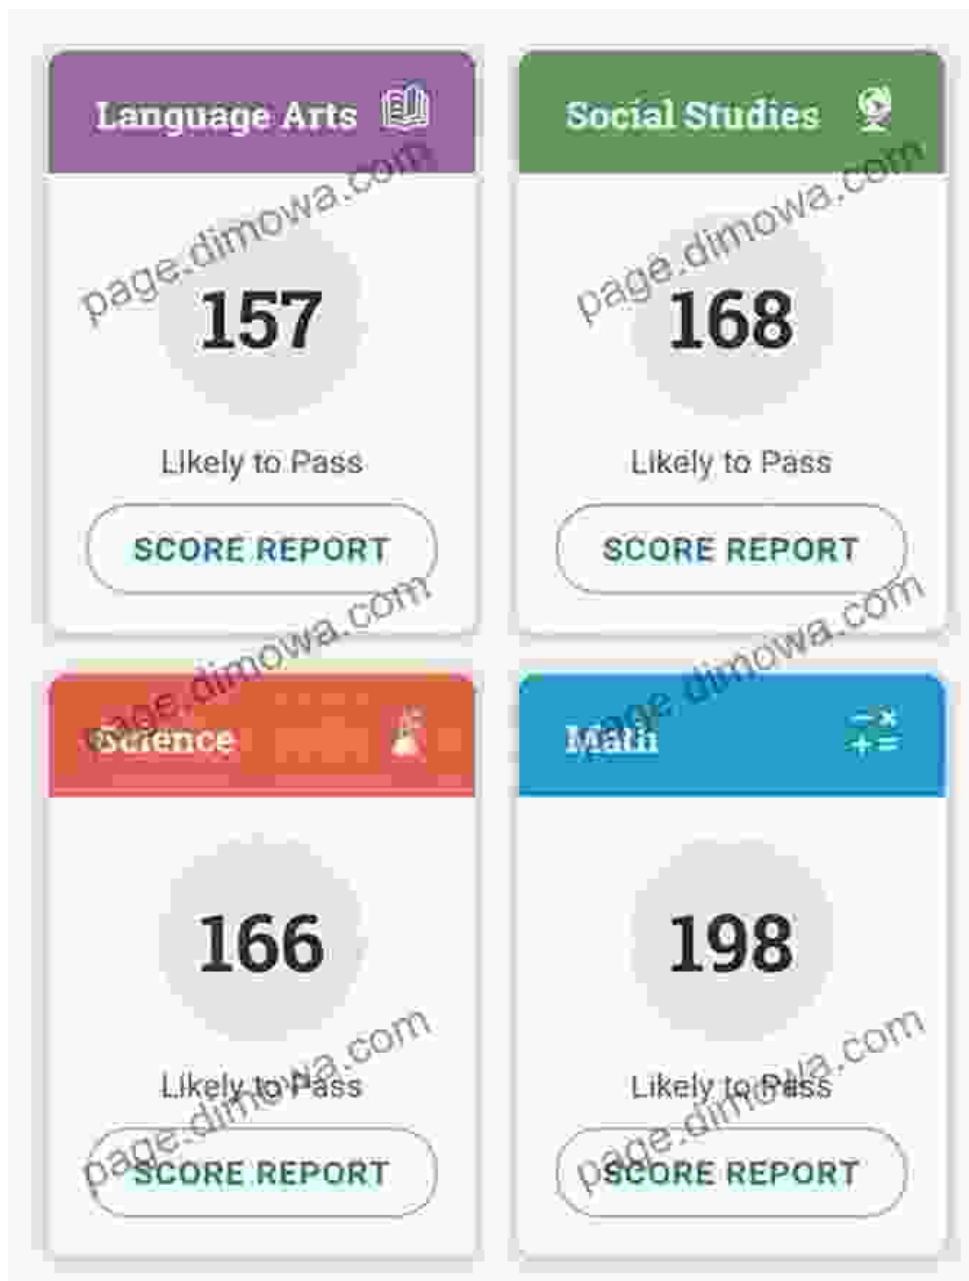 Language Arts
Social Studies
page.dimowa.com
page.dimowa.com
157
168
Likely to Pass
Likely to Pass
SCORE REPORT
SCORE REPORT
page.dimowa.com
page.dimowa.com
Science
Math
166
198
page.dimowa.com
page.dimowa.com
Likely to Pass
Likely to Pass
SCORE REPORT
SCORE REPORT